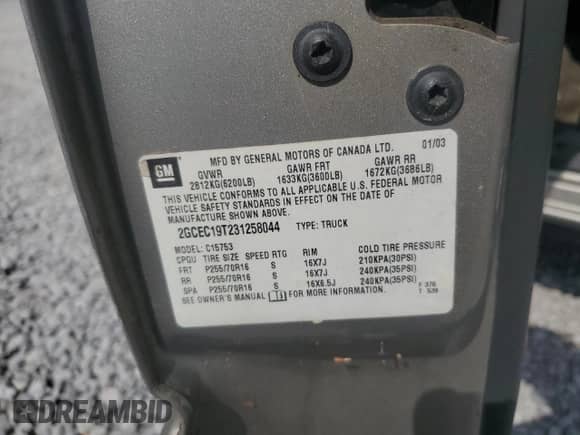 GM
MFD BY GENERAL MOTORS OF CANADA LTD. 01/03
GVWR GAWR FRT GAWR RR
2812KG(6200LB) 1633KG(3600LB) 1672KG(3686LB)
THIS VEHICLE CONFORMS TO ALL APPLICABLE U.S. FEDERAL MOTOR
VEHICLE SAFETY STANDARDS IN EFFECT ON THE DATE OF
MANUFACTURE SHOWN ABOVE.
2GCEC19T231258044 TYPE: TRUCK
MODEL: C15753
CPGU TIRE SIZE SPEED RTG RIM COLD TIRE PRESSURE
FRT P255/70R16 S 16X7J 210KPA(30PSI)
RR P255/70R16 S 16X7J 240KPA(35PSI)
SPA P255/70R16 S 16X6.5J 240KPA(35PSI)
SEE OWNER'S MANUAL FOR MORE INFORMATION.
F 376
T 539
DREAMBID